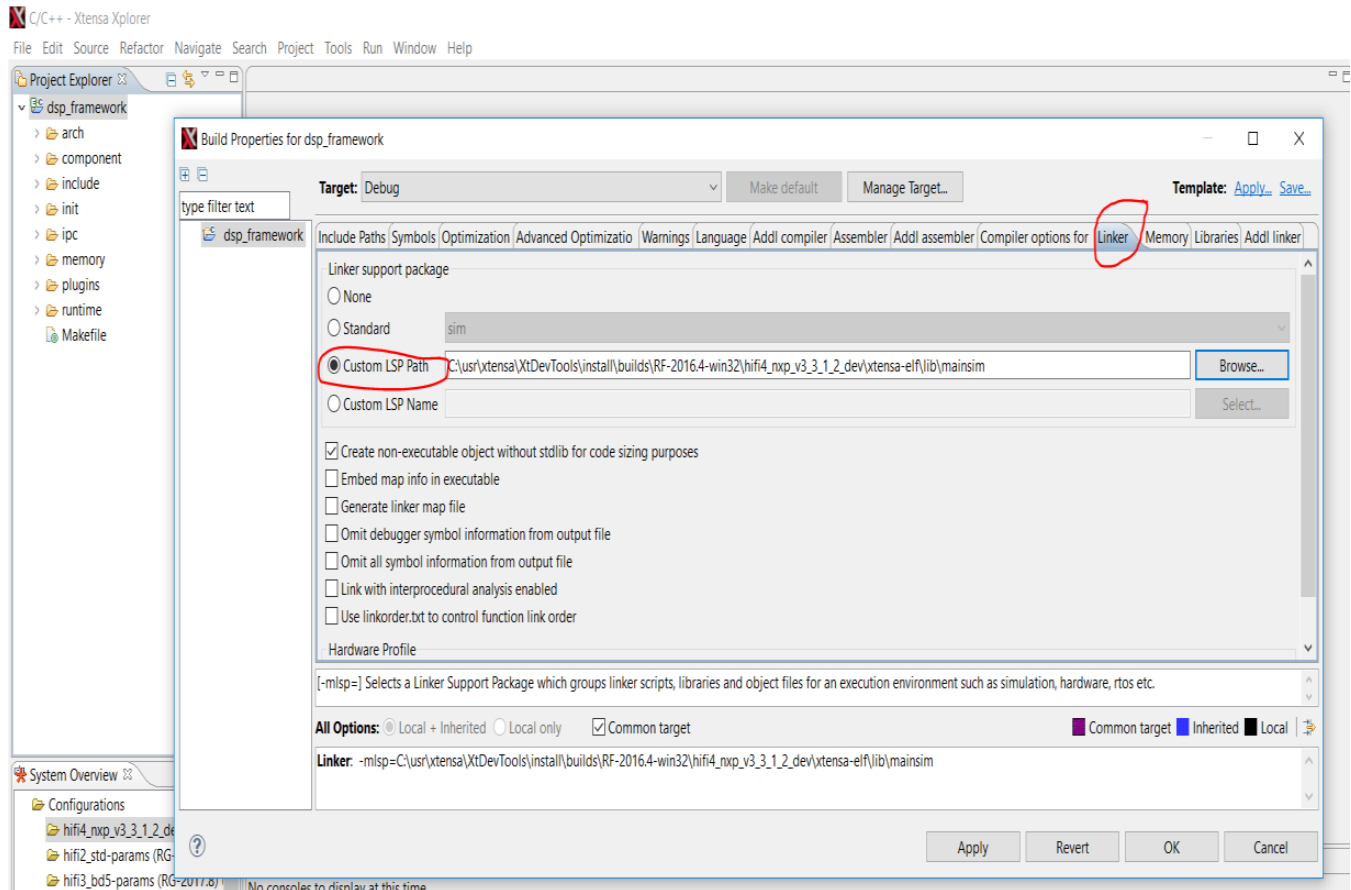 C/C++ - Xtensa Xplorer
File Edit Source Refactor Navigate Search Project Tools Run Window Help
Project Explorer
dsp_framework
arch
component
include
init
ipc
memory
plugins
runtime
Makefile
Build Properties for dsp_framework
type filter text
dsp_framework
Target: Debug Make default Manage Target... Template: Apply... Save...
Include Paths Symbols Optimization Advanced Optimizatio Warnings Language Addl compiler Assembler Addl assembler Compiler options for Linker Memory Libraries Addl linker
Linker support package
None
Standard sim
Custom LSP Path C:\usr\xtensa\XtDevTools\install\builds\RF-2016.4-win32\hifi4_nxp_v3_3_1_2_dev\xtensa-elf\lib\mainsim Browse...
Custom LSP Name Select...
Create non-executable object without stdlib for code sizing purposes
Embed map info in executable
Generate linker map file
Omit debugger symbol information from output file
Omit all symbol information from output file
Link with interprocedural analysis enabled
Use linkorder.txt to control function link order
Hardware Profile
[-mlsp=] Selects a Linker Support Package which groups linker scripts, libraries and object files for an execution environment such as simulation, hardware, rtos etc.
All Options: Local + Inherited Local only Common target Common target Inherited Local
Linker: -mlsp=C:\usr\xtensa\XtDevTools\install\builds\RF-2016.4-win32\hifi4_nxp_v3_3_1_2_dev\xtensa-elf\lib\mainsim
Apply Revert OK Cancel
System Overview
Configurations
hifi4_nxp_v3_3_1_2_de
hifi2_std-params (RG-
hifi3_bd5-params (RG-2017.8)
No consoles to display at this time.